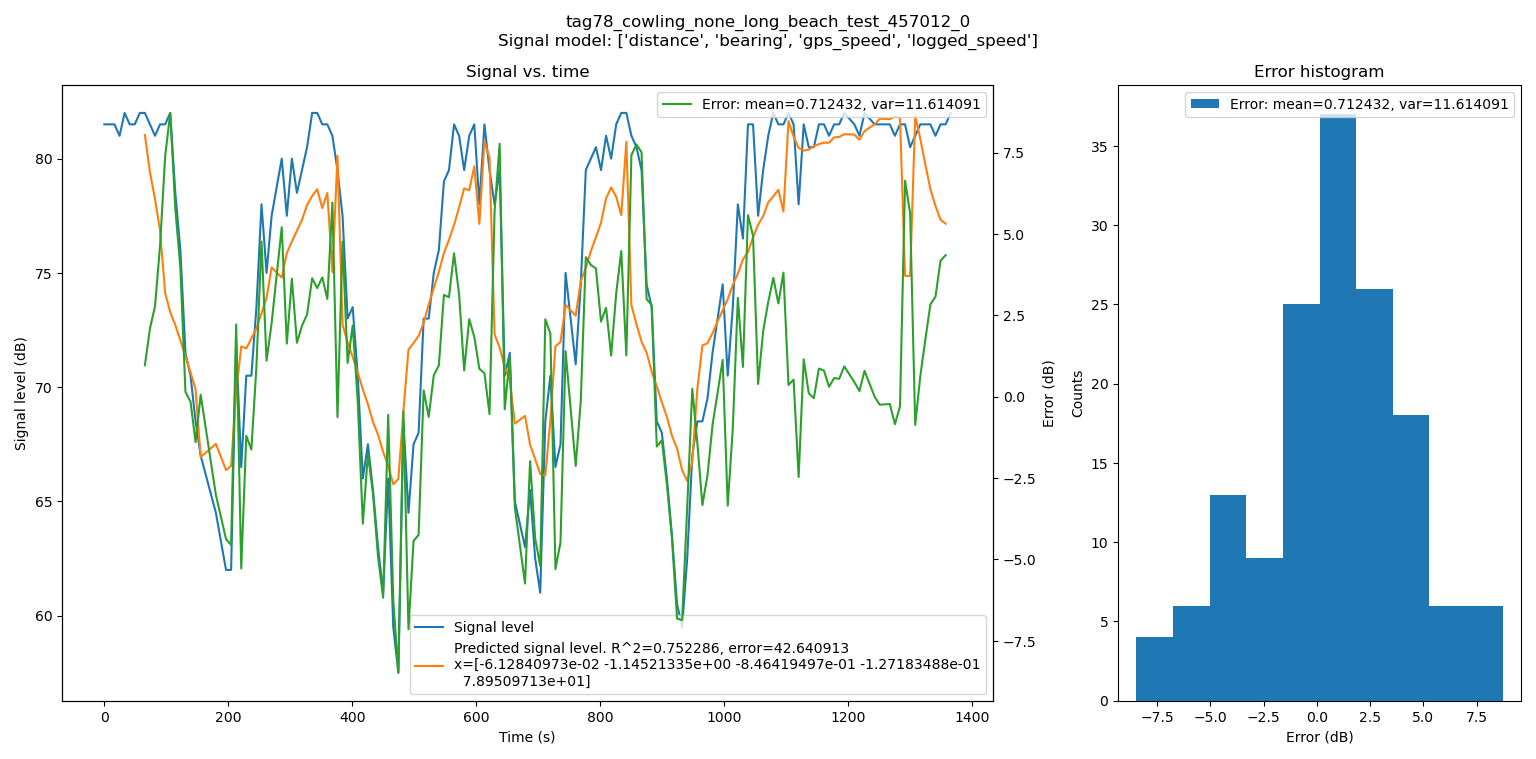 tag78_cowling_none_long_beach_test_457012_0
Signal model: ['distance', 'bearing', 'gps_speed', 'logged_speed']
Signal vs. time
Error: mean=0.712432, var=11.614091
Signal level (dB)
80
75
70
65
60
7.5
5.0
2.5
0.0
−2.5
−5.0
−7.5
Error (dB)
Signal level
Predicted signal level. R^2=0.752286, error=42.640913
x=[-6.12840973e-02 -1.14521335e+00 -8.46419497e-01 -1.27183488e-01
7.89509713e+01]
0 200 400 600 800 1000 1200 1400
Time (s)
Error histogram
Error: mean=0.712432, var=11.614091
Counts
35
30
25
20
15
10
5
0
−7.5 −5.0 −2.5 0.0 2.5 5.0 7.5
Error (dB)